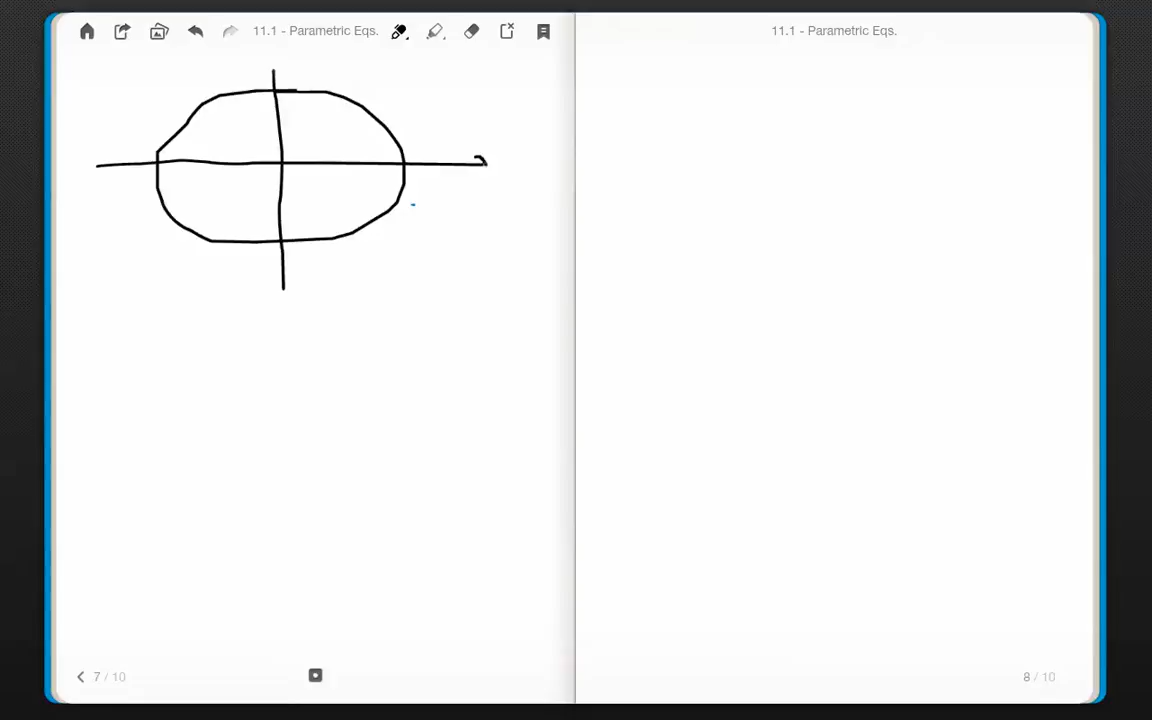 11.1 - Parametric Eqs.
11.1 - Parametric Eqs.
7 / 10
8 / 10